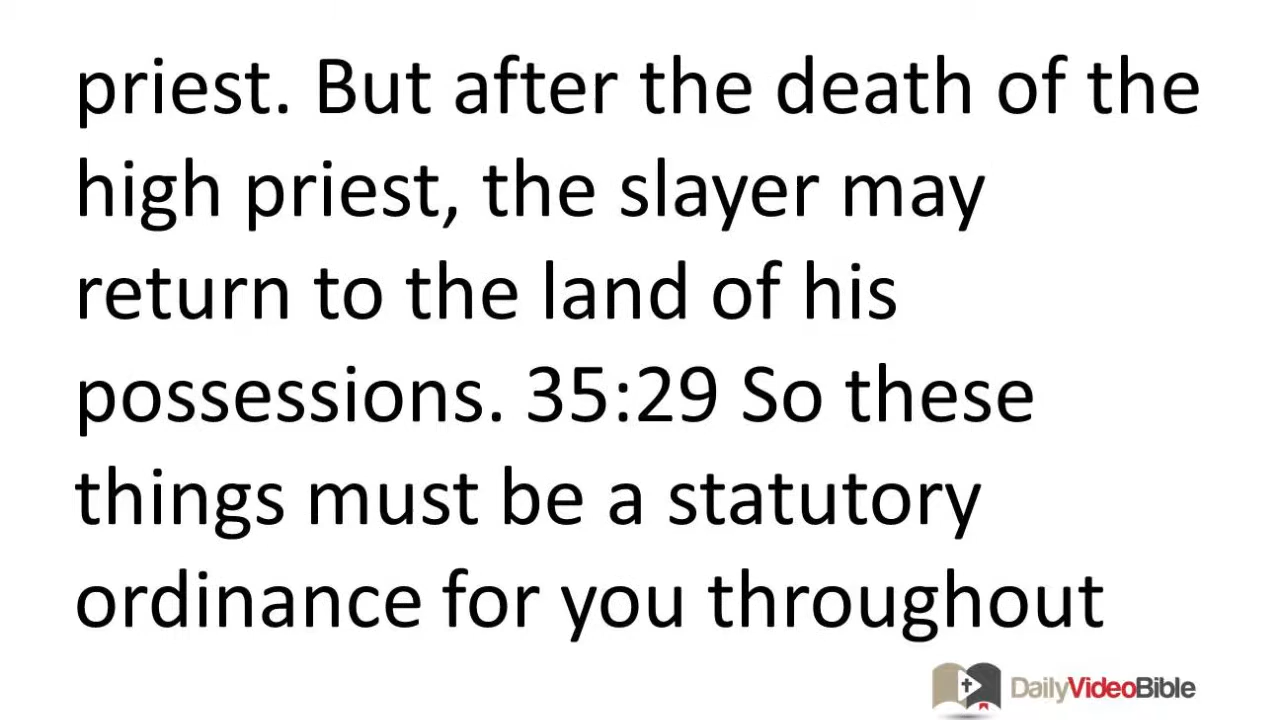 priest. But after the death of the
high priest, the slayer may
return to the land of his
possessions. 35:29 So these
things must be a statutory
ordinance for you throughout
DailyVideoBible